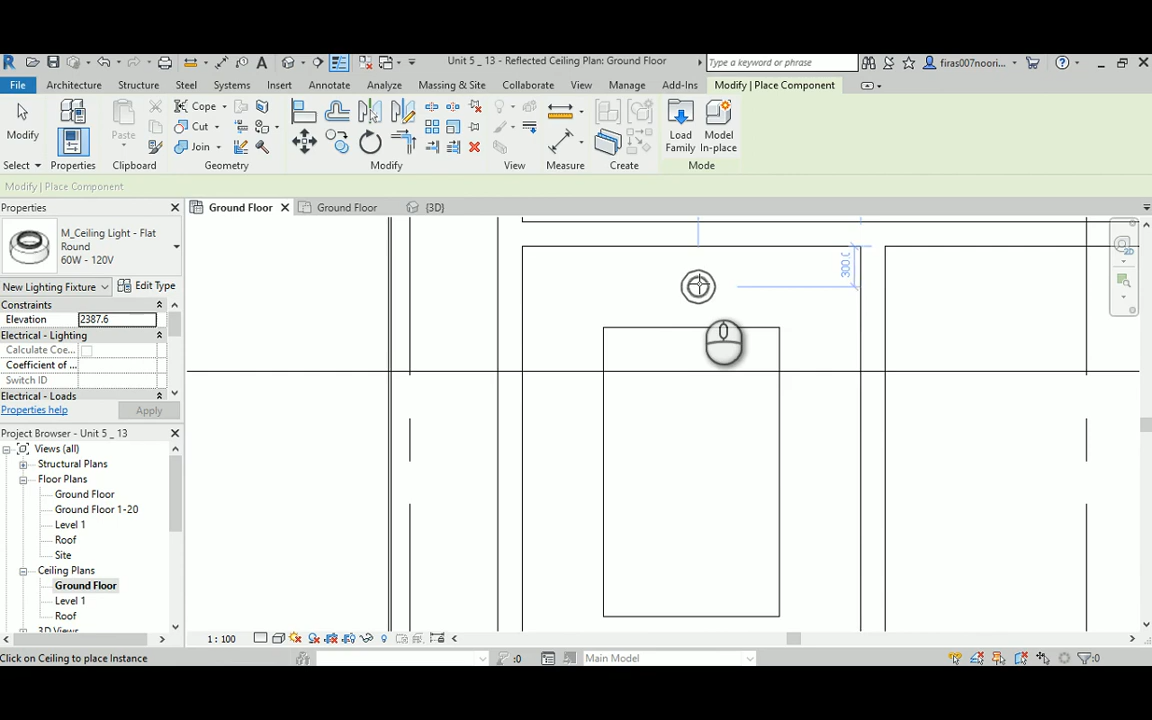 Unit 5 _ 13 - Reflected Ceiling Plan: Ground Floor
Type a keyword or phrase
firas007noori...
File Architecture Structure Steel Systems Insert Annotate Analyze Massing & Site Collaborate View Manage Add-Ins Modify | Place Component
Modify
Paste
Cope
Cut
Join
Load Family
Model In-place
Select Properties Clipboard Geometry Modify View Measure Create Mode
Modify | Place Component
Properties
Ground Floor
Ground Floor
{3D}
M_Ceiling Light - Flat
Round
60W - 120V
New Lighting Fixture
Edit Type
Constraints
Elevation 2387.6
Electrical - Lighting
Calculate Coe...
Coefficient of ...
Switch ID
Electrical - Loads
Properties help
Apply
Project Browser - Unit 5 _ 13
Views (all)
Structural Plans
Floor Plans
Ground Floor
Ground Floor 1-20
Level 1
Roof
Site
Ceiling Plans
Ground Floor
Level 1
Roof
3D Views
300.0
2D
1 : 100
Click on Ceiling to place Instance
:0
Main Model
:0